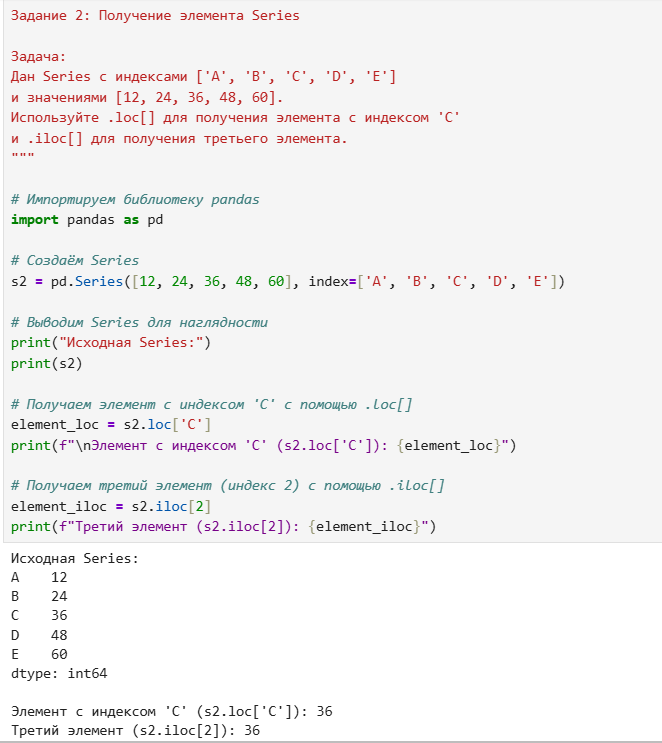 Задание 2: Получение элемента Series
Задача:
Дан Series с индексами ['A', 'B', 'C', 'D', 'E']
и значениями [12, 24, 36, 48, 60].
Используйте .loc[] для получения элемента с индексом 'C'
и .iloc[] для получения третьего элемента.
"""
# Импортируем библиотеку pandas
import pandas as pd
# Создаём Series
s2 = pd.Series([12, 24, 36, 48, 60], index=['A', 'B', 'C', 'D', 'E'])
# Выводим Series для наглядности
print("Исходная Series:")
print(s2)
# Получаем элемент с индексом 'C' с помощью .loc[]
element_loc = s2.loc['C']
print(f"\nЭлемент с индексом 'C' (s2.loc['C']): {element_loc}")
# Получаем третий элемент (индекс 2) с помощью .iloc[]
element_iloc = s2.iloc[2]
print(f"Третий элемент (s2.iloc[2]): {element_iloc}")
Исходная Series:
A    12
B    24
C    36
D    48
E    60
dtype: int64
Элемент с индексом 'C' (s2.loc['C']): 36
Третий элемент (s2.iloc[2]): 36